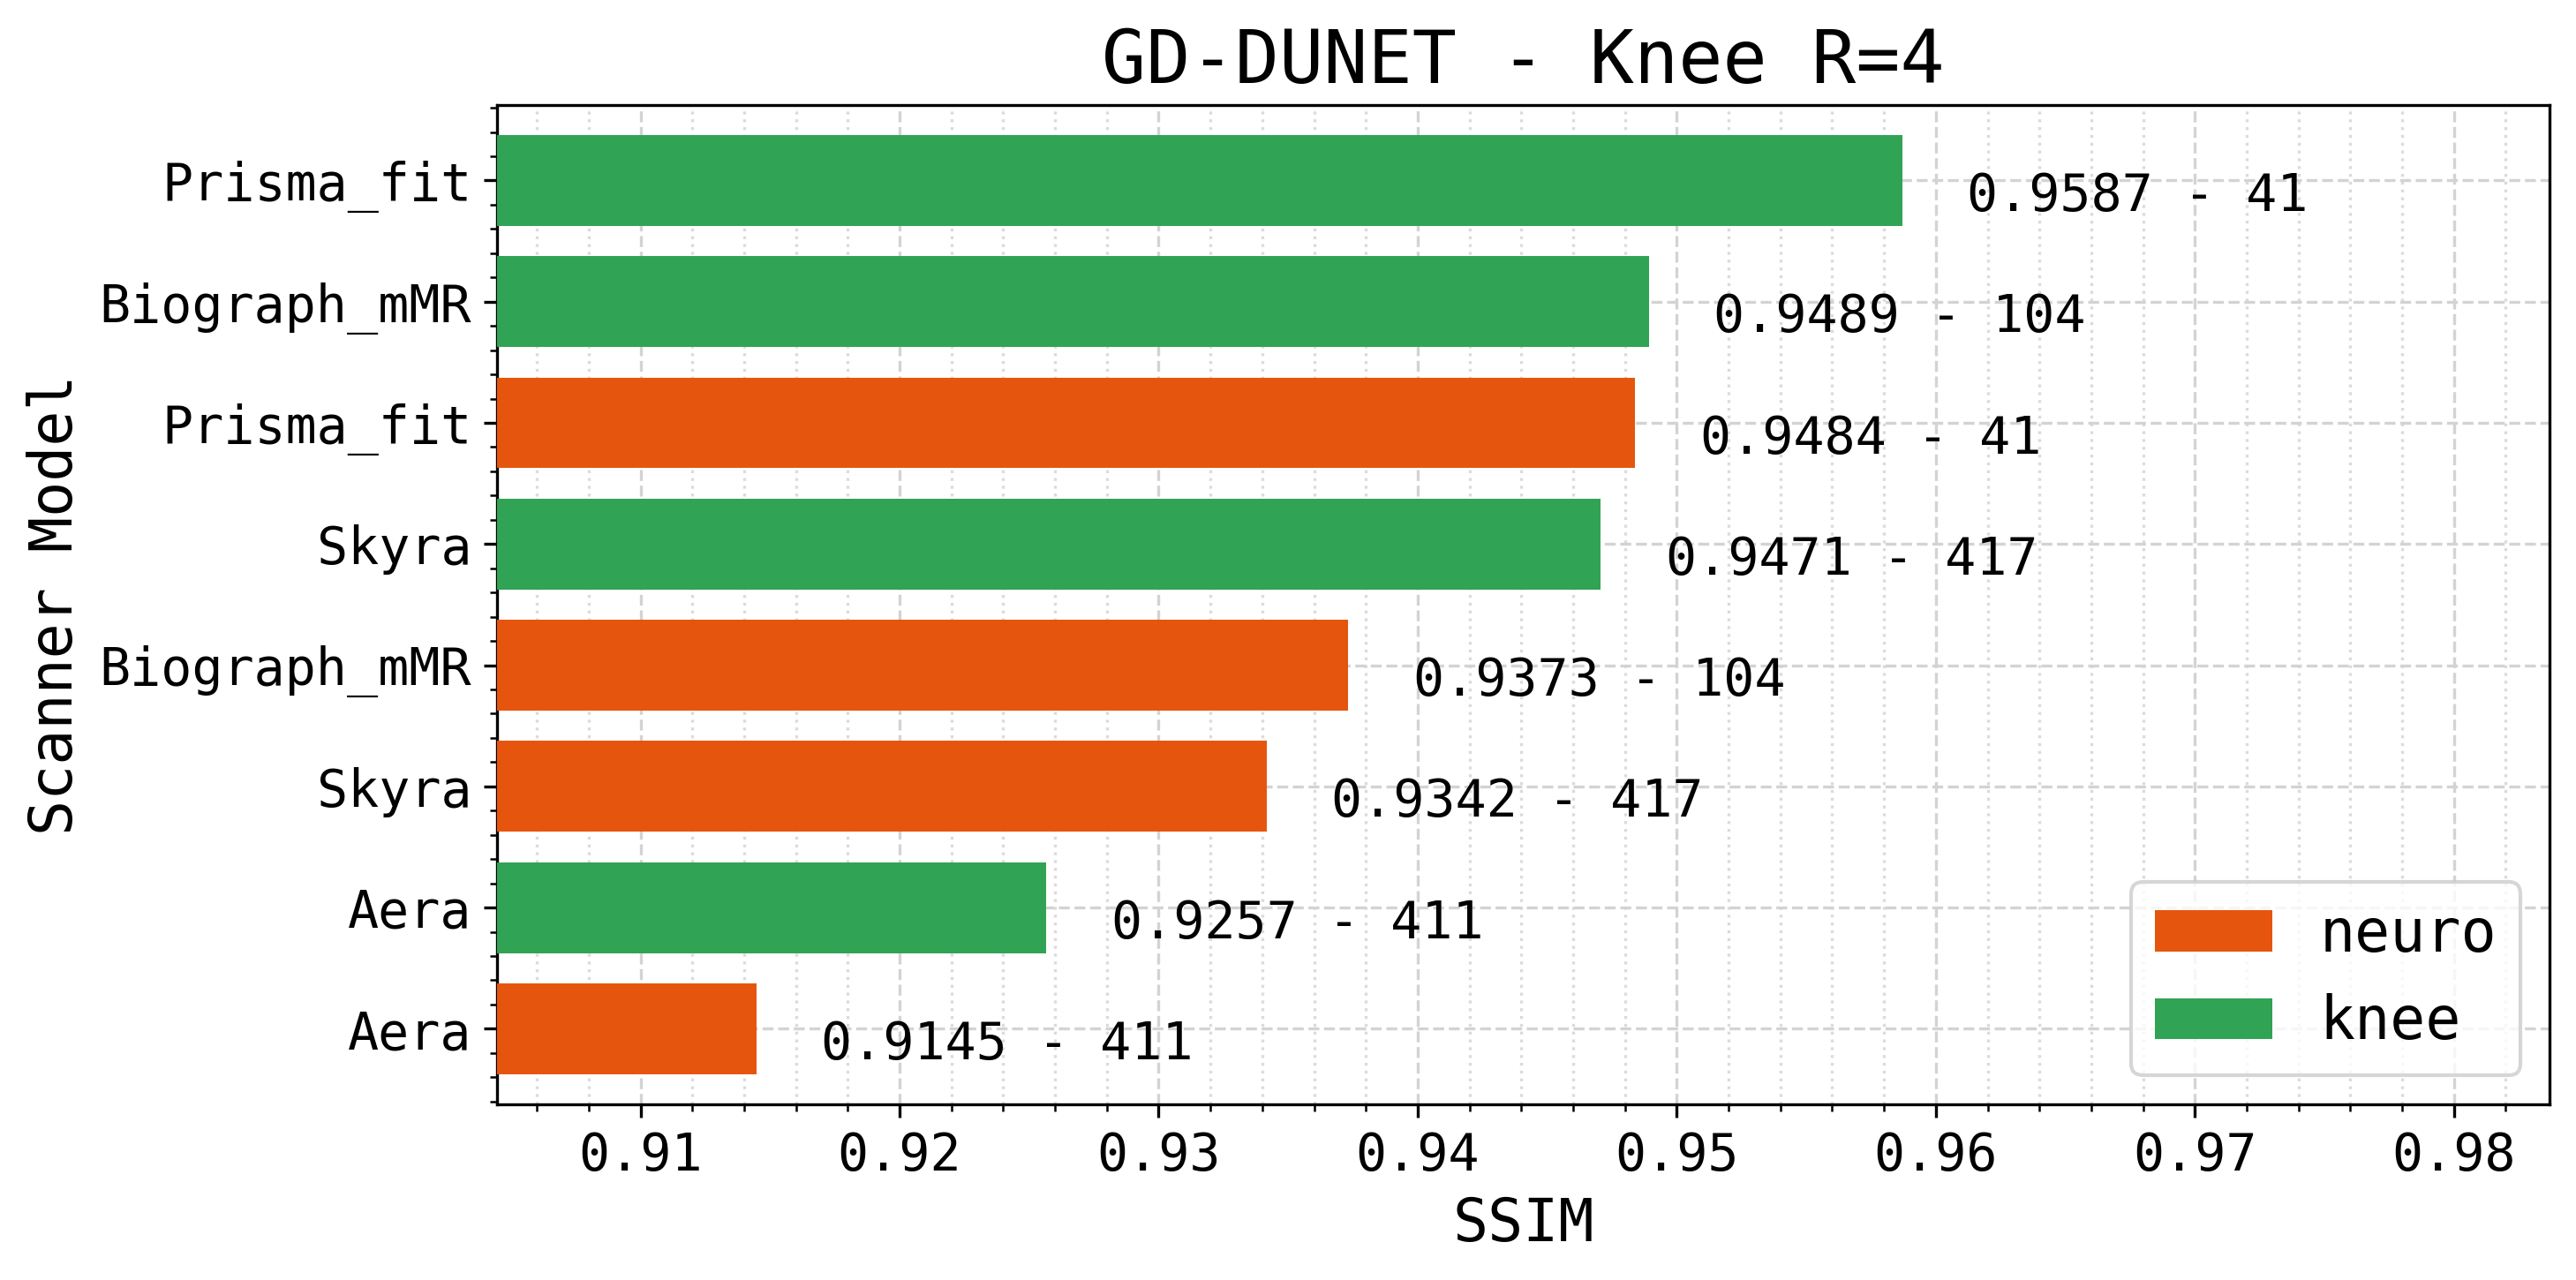 GD-DUNET - Knee R=4
Scanner Model
Prisma_fit
0.9587 - 41
Biograph_mMR
0.9489 - 104
Prisma_fit
0.9484 - 41
Skyra
0.9471 - 417
Biograph_mMR
0.9373 - 104
Skyra
0.9342 - 417
Aera
0.9257 - 411
Aera
0.9145 - 411
neuro
knee
0.91 0.92 0.93 0.94 0.95 0.96 0.97 0.98
SSIM